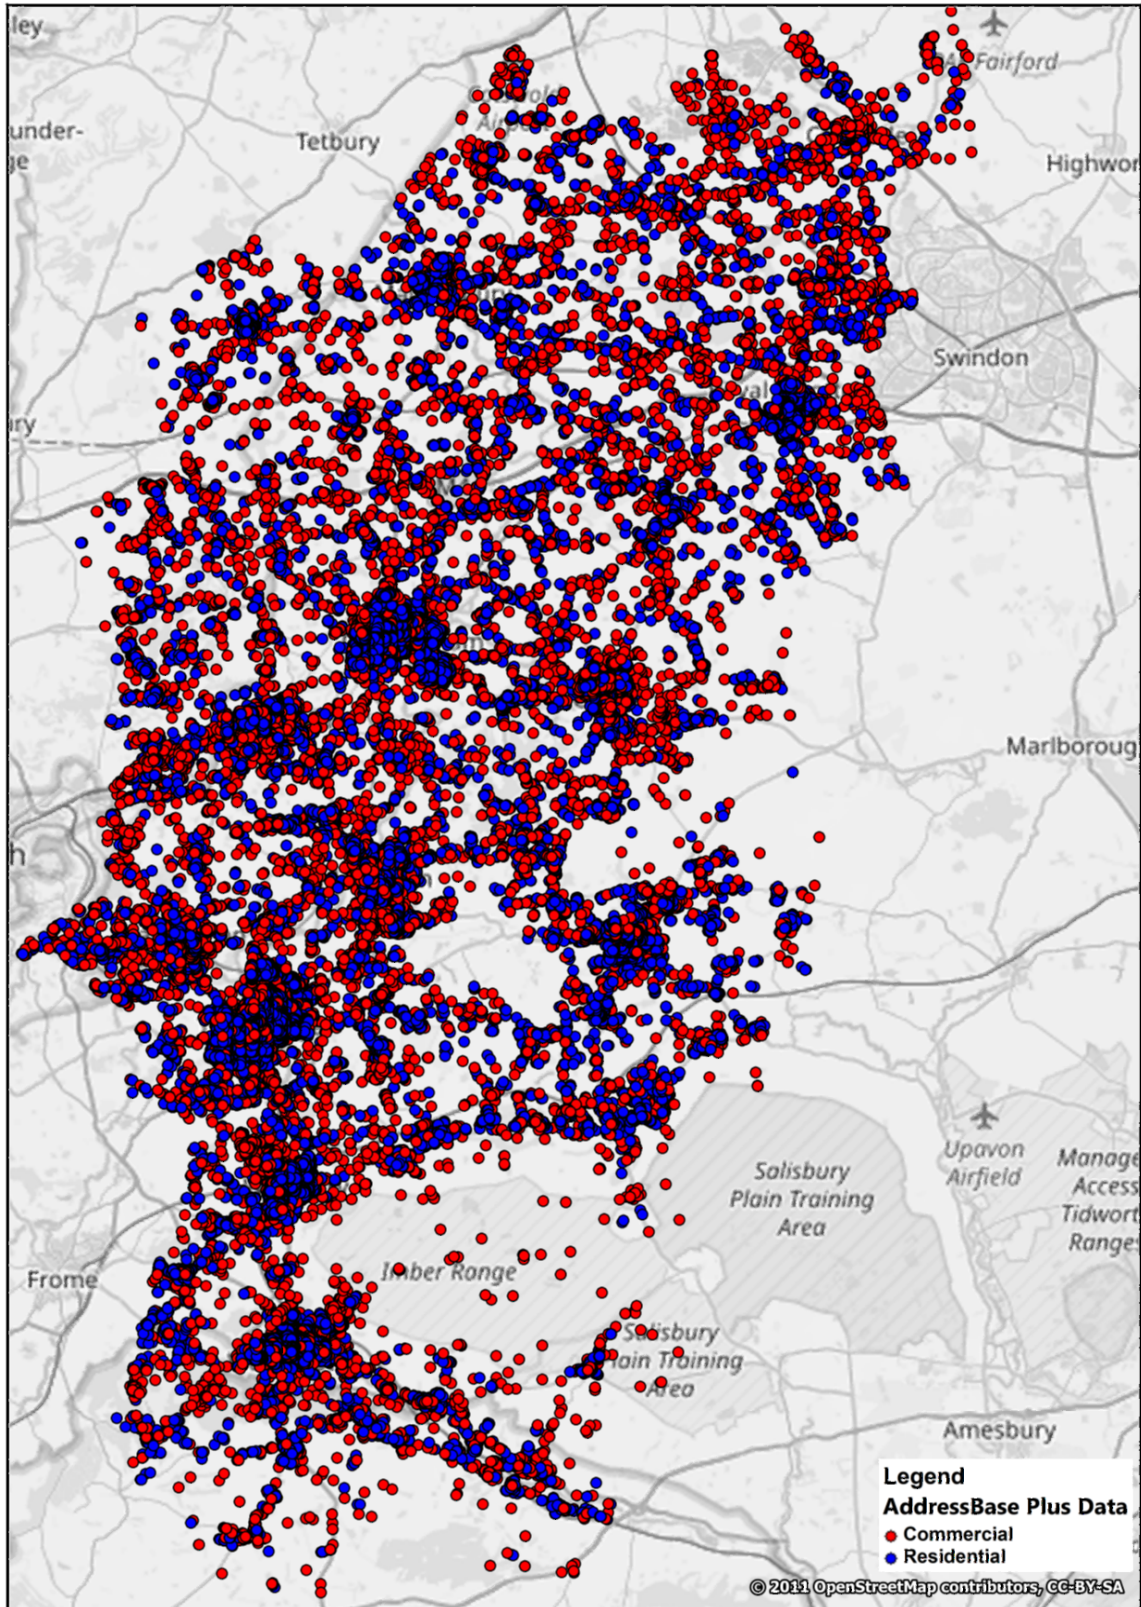 ley
Fairford
Tetbury
Airport
under-
ge
Highwor
Swindon
ury
Marlboroug
h
Upavon
Airfield
Manage
Access
Tidwort
Ranges
Salisbury
Plain Training
Area
Imber Range
Frome
Salisbury
Plain Training
Area
Amesbury
Legend
AddressBase Plus Data
Commercial
Residential
© 2011 OpenStreetMap contributors, CC-BY-SA